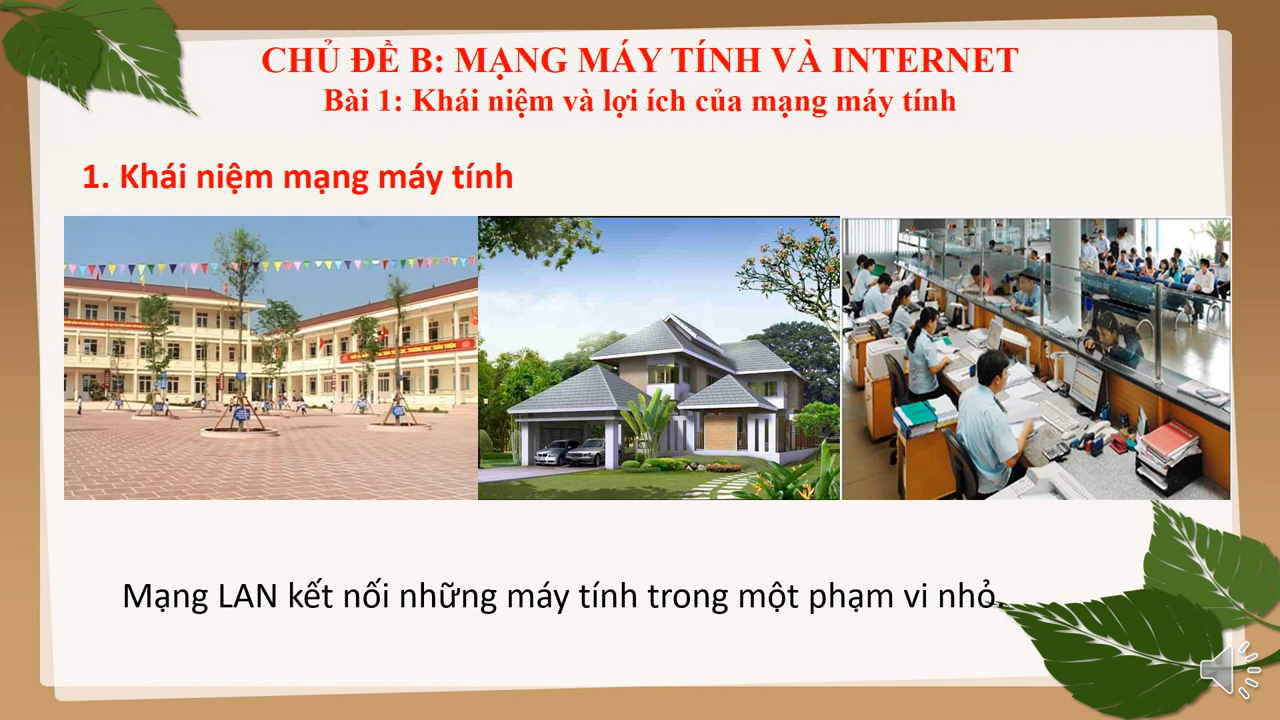 CHỦ ĐỀ B: MẠNG MÁY TÍNH VÀ INTERNET
Bài 1: Khái niệm và lợi ích của mạng máy tính
1. Khái niệm mạng máy tính
Mạng LAN kết nối những máy tính trong một phạm vi nhỏ.